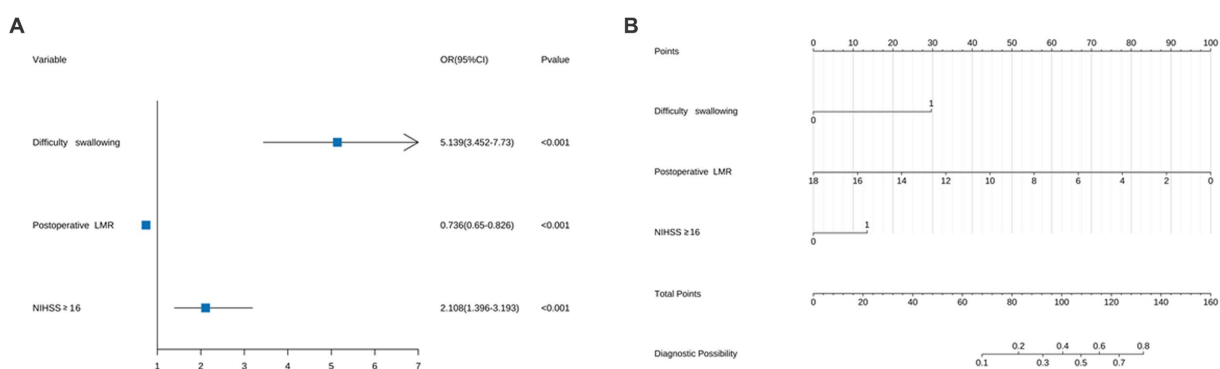 A
Variable OR(95%CI) Pvalue
Difficulty swallowing 5.139(3.452-7.73) <0.001
Postoperative LMR 0.736(0.65-0.826) <0.001
NIHSS ≥ 16 2.108(1.396-3.193) <0.001
1 2 3 4 5 6 7
B
Points 0 10 20 30 40 50 60 70 80 90 100
Difficulty swallowing 0 1
Postoperative LMR 18 16 14 12 10 8 6 4 2 0
NIHSS ≥16 0 1
Total Points 0 20 40 60 80 100 120 140 160
Diagnostic Possibility 0.1 0.2 0.3 0.4 0.5 0.6 0.7 0.8